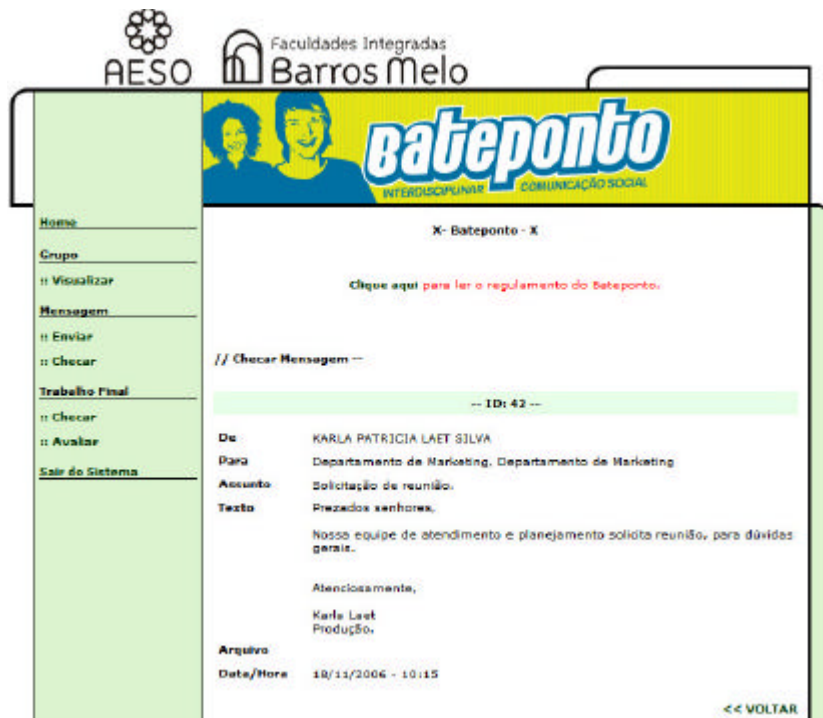 AESO
Faculdades Integradas
Barros Melo
Bateponto
INTERDISCIPLINAR COMUNICAÇÃO SOCIAL
Home
Grupo
:: Visualizar
Mensagem
:: Enviar
:: Checar
Trabalho Final
:: Checar
:: Avaliar
Sair do Sistema
X- Bateponto - X
Clique aqui para ler o regulamento do Bateponto.
// Checar Mensagem --
-- ID: 42 --
De KARLA PATRICIA LAET SILVA
Para Departamento de Marketing, Departamento de Marketing
Assunto Solicitação de reunião.
Texto Prezados senhores,
Nossa equipe de atendimento e planejamento solicita reunião, para dúvidas
gerais.
Atenciosamente,
Karla Laet
Produção.
Arquivo
Data/Hora 18/11/2006 - 10:15
<< VOLTAR